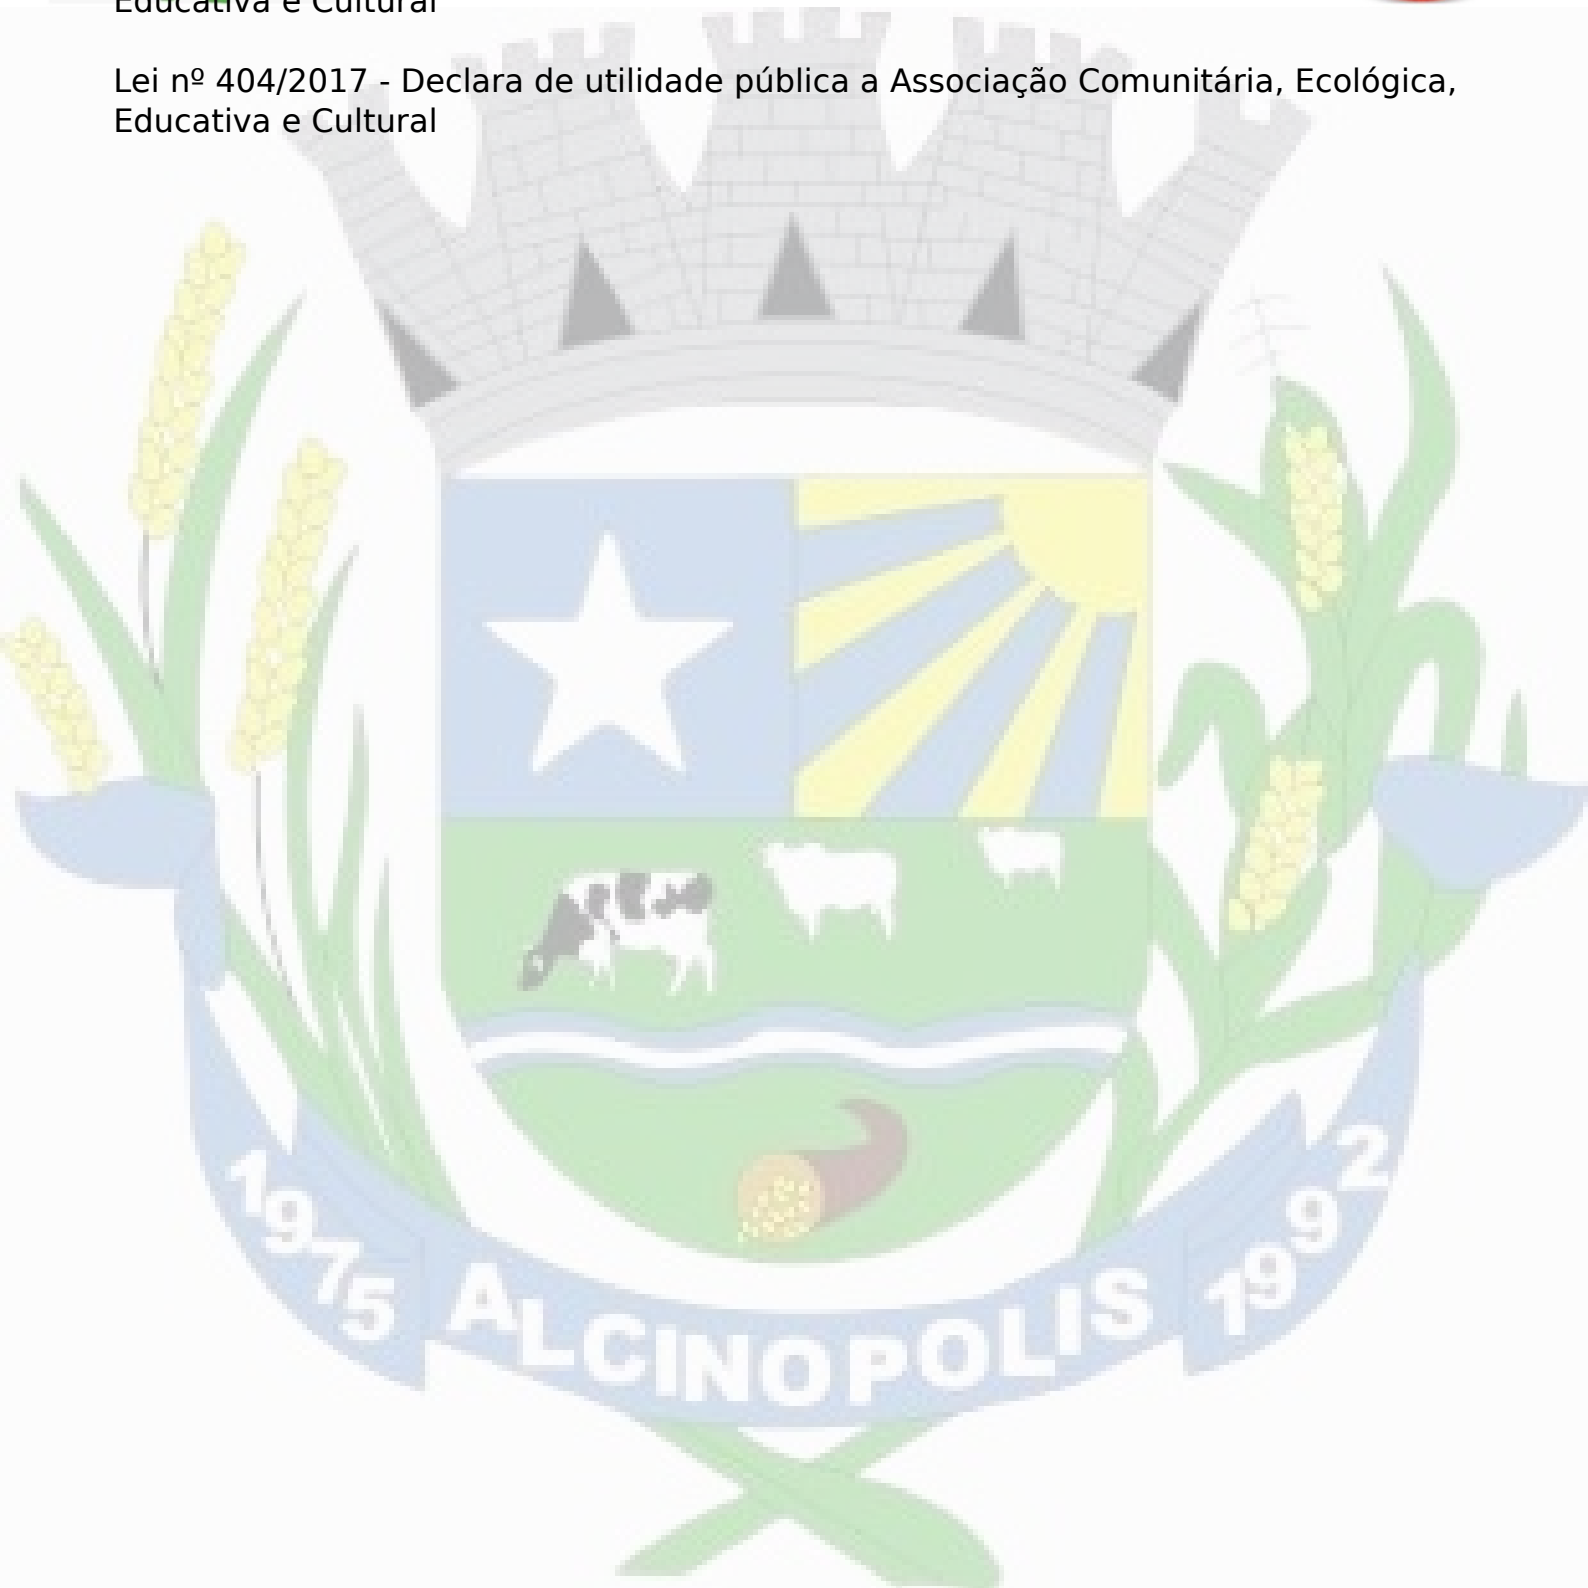 Educativa e Cultural
Lei nº 404/2017 - Declara de utilidade pública a Associação Comunitária, Ecológica,
Educativa e Cultural
1975 ALCINOPOLIS 1992